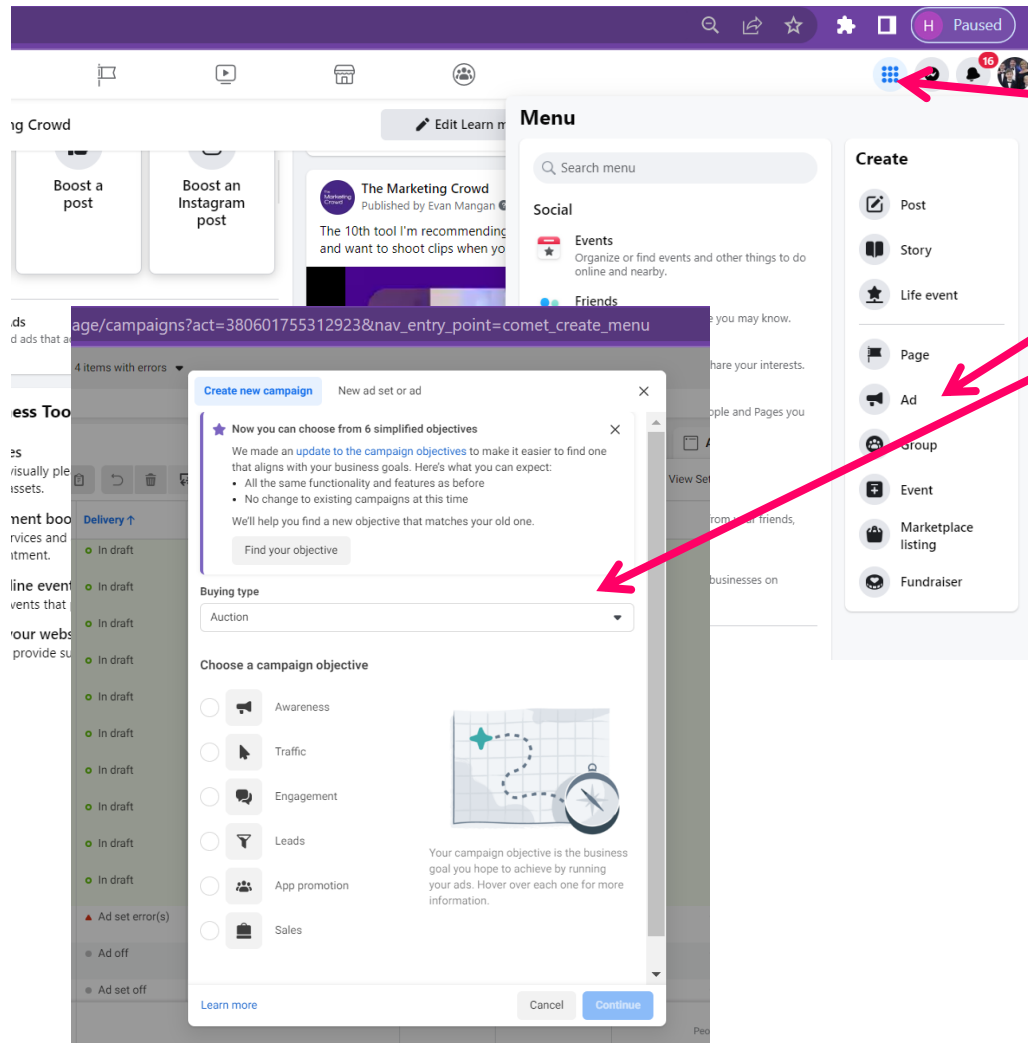 H Paused
16
ng Crowd
Edit Learn m
Boost a
post
Boost an
Instagram
post
The Marketing Crowd
Published by Evan Mangan
The 10th tool I'm recommending
and want to shoot clips when yo
Menu
Search menu
Social
Events
Organize or find events and other things to do
online and nearby.
Friends
you may know.
hare your interests.
ople and Pages you
from your friends,
businesses on
Create
Post
Story
Life event
Page
Ad
Group
Event
Marketplace
listing
Fundraiser
ds
d ads that a
ess Too
es
visually ple
assets.
ment boo
rvices and
ntment.
line event
vents that
your webs
provide su
age/campaigns?act=380601755312923&nav_entry_point=comet_create_menu
4 items with errors
View Set
Delivery ↑
In draft
In draft
In draft
In draft
In draft
In draft
In draft
In draft
In draft
In draft
Ad set error(s)
Ad off
Ad set off
Peo
Create new campaign New ad set or ad
Now you can choose from 6 simplified objectives
We made an update to the campaign objectives to make it easier to find one
that aligns with your business goals. Here's what you can expect:
• All the same functionality and features as before
• No change to existing campaigns at this time
We'll help you find a new objective that matches your old one.
Find your objective
Buying type
Auction
Choose a campaign objective
Awareness
Traffic
Engagement
Leads
App promotion
Sales
Your campaign objective is the business
goal you hope to achieve by running
your ads. Hover over each one for more
information.
Learn more
Cancel
Continue